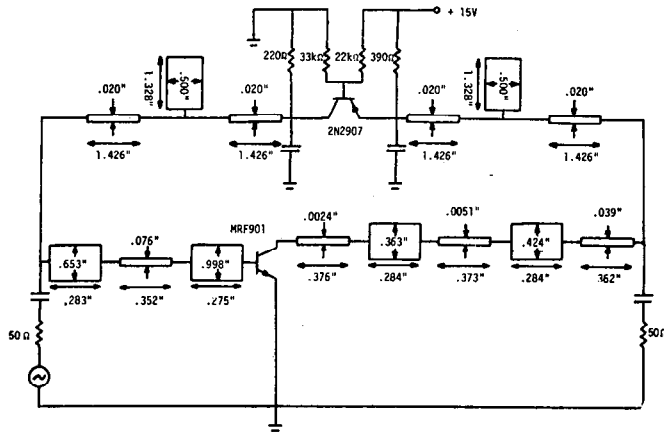 + 15V
220Ω 33kΩ 22kΩ 390Ω
1.328" .500"
1.328" .500"
.020" .020" .020" .020"
2N2907
1.426" 1.426" 1.426" 1.426"
MRF901
.0024" .0051" .039"
.076"
.653" .998" .363" .424"
.376" .284" .373" .284" .362"
.283" .352" .275"
50Ω 50Ω